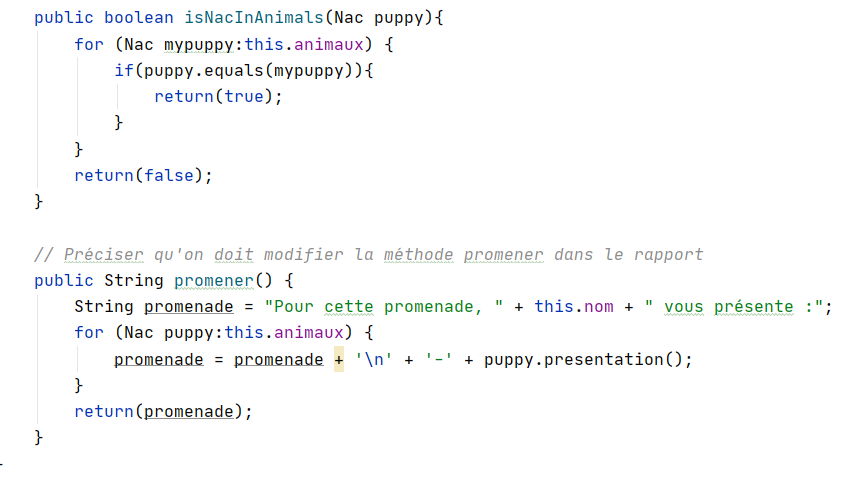 public boolean isNacInAnimals(Nac puppy){
for (Nac mypuppy:this.animaux) {
if(puppy.equals(mypuppy)){
return(true);
}
}
return(false);
}
// Préciser qu'on doit modifier la méthode promener dans le rapport
public String promener() {
String promenade = "Pour cette promenade, " + this.nom + " vous présente :";
for (Nac puppy:this.animaux) {
promenade = promenade + '\n' + '-' + puppy.presentation();
}
return(promenade);
}